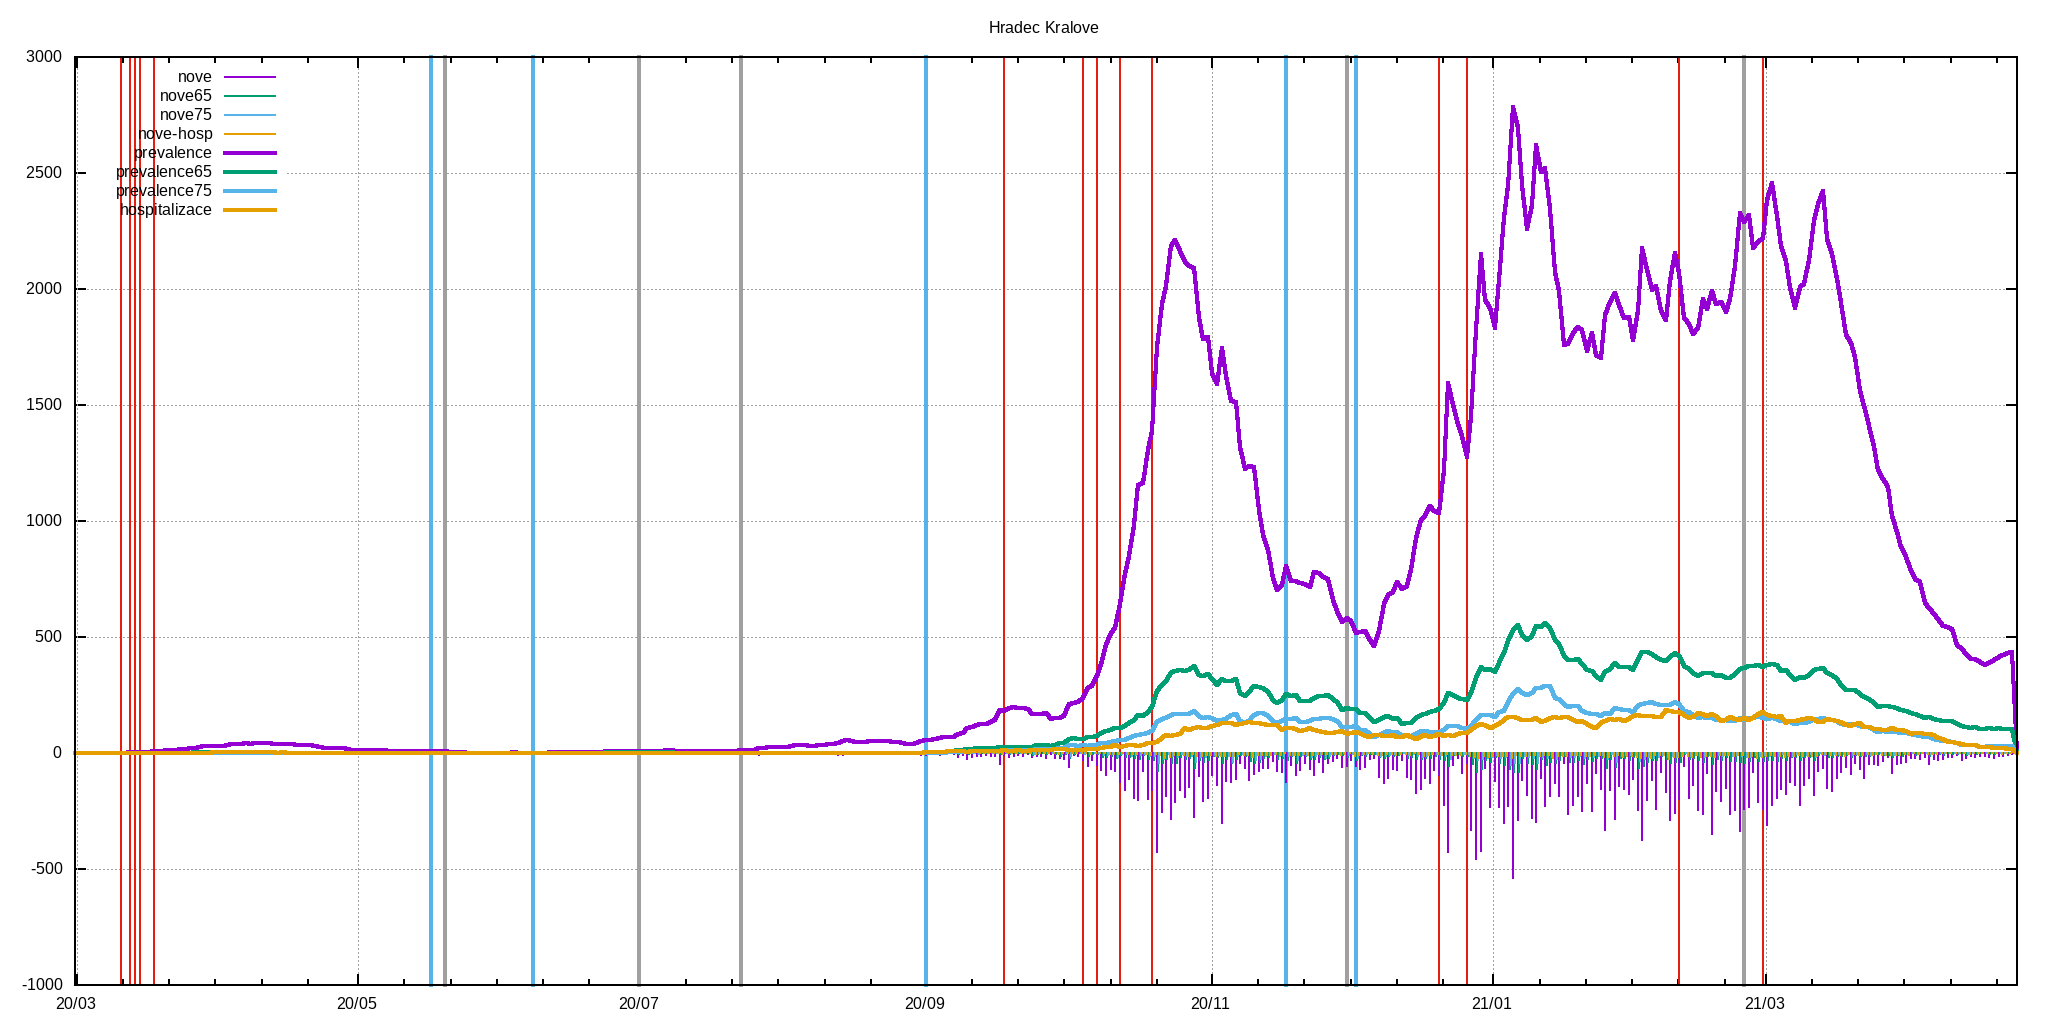 Hradec Kralove
3000
nove
nove65
nove75
nove-hosp
prevalence
prevalence65
prevalence75
hospitalizace
2500
2000
1500
1000
500
0
-500
-1000
20/03 20/05 20/07 20/09 20/11 21/01 21/03